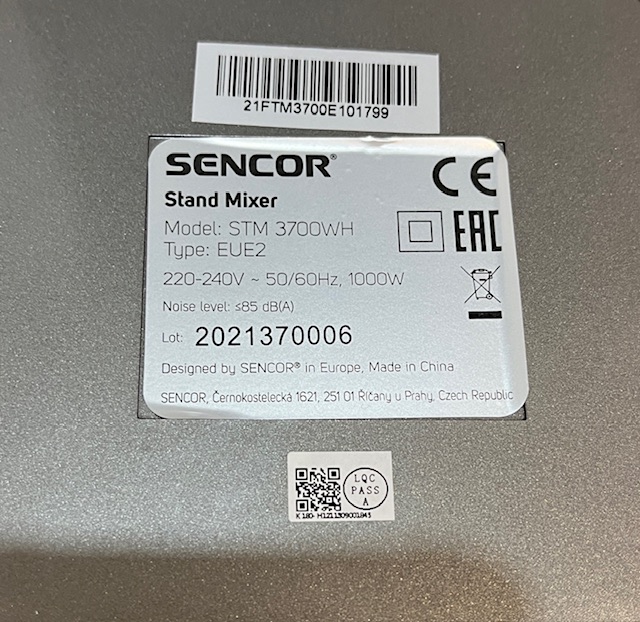 21FTM3700E101799
SENCOR®
CE
Stand Mixer
Model: STM 3700WH
Type: EUE2
EAC
220-240V ~ 50/60Hz, 1000W
Noise level: ≤85 dB(A)
Lot: 2021370006
Designed by SENCOR® in Europe, Made in China
SENCOR, Černokostelecká 1621, 251 01 Říčany u Prahy, Czech Republic
LQC
PASS
A